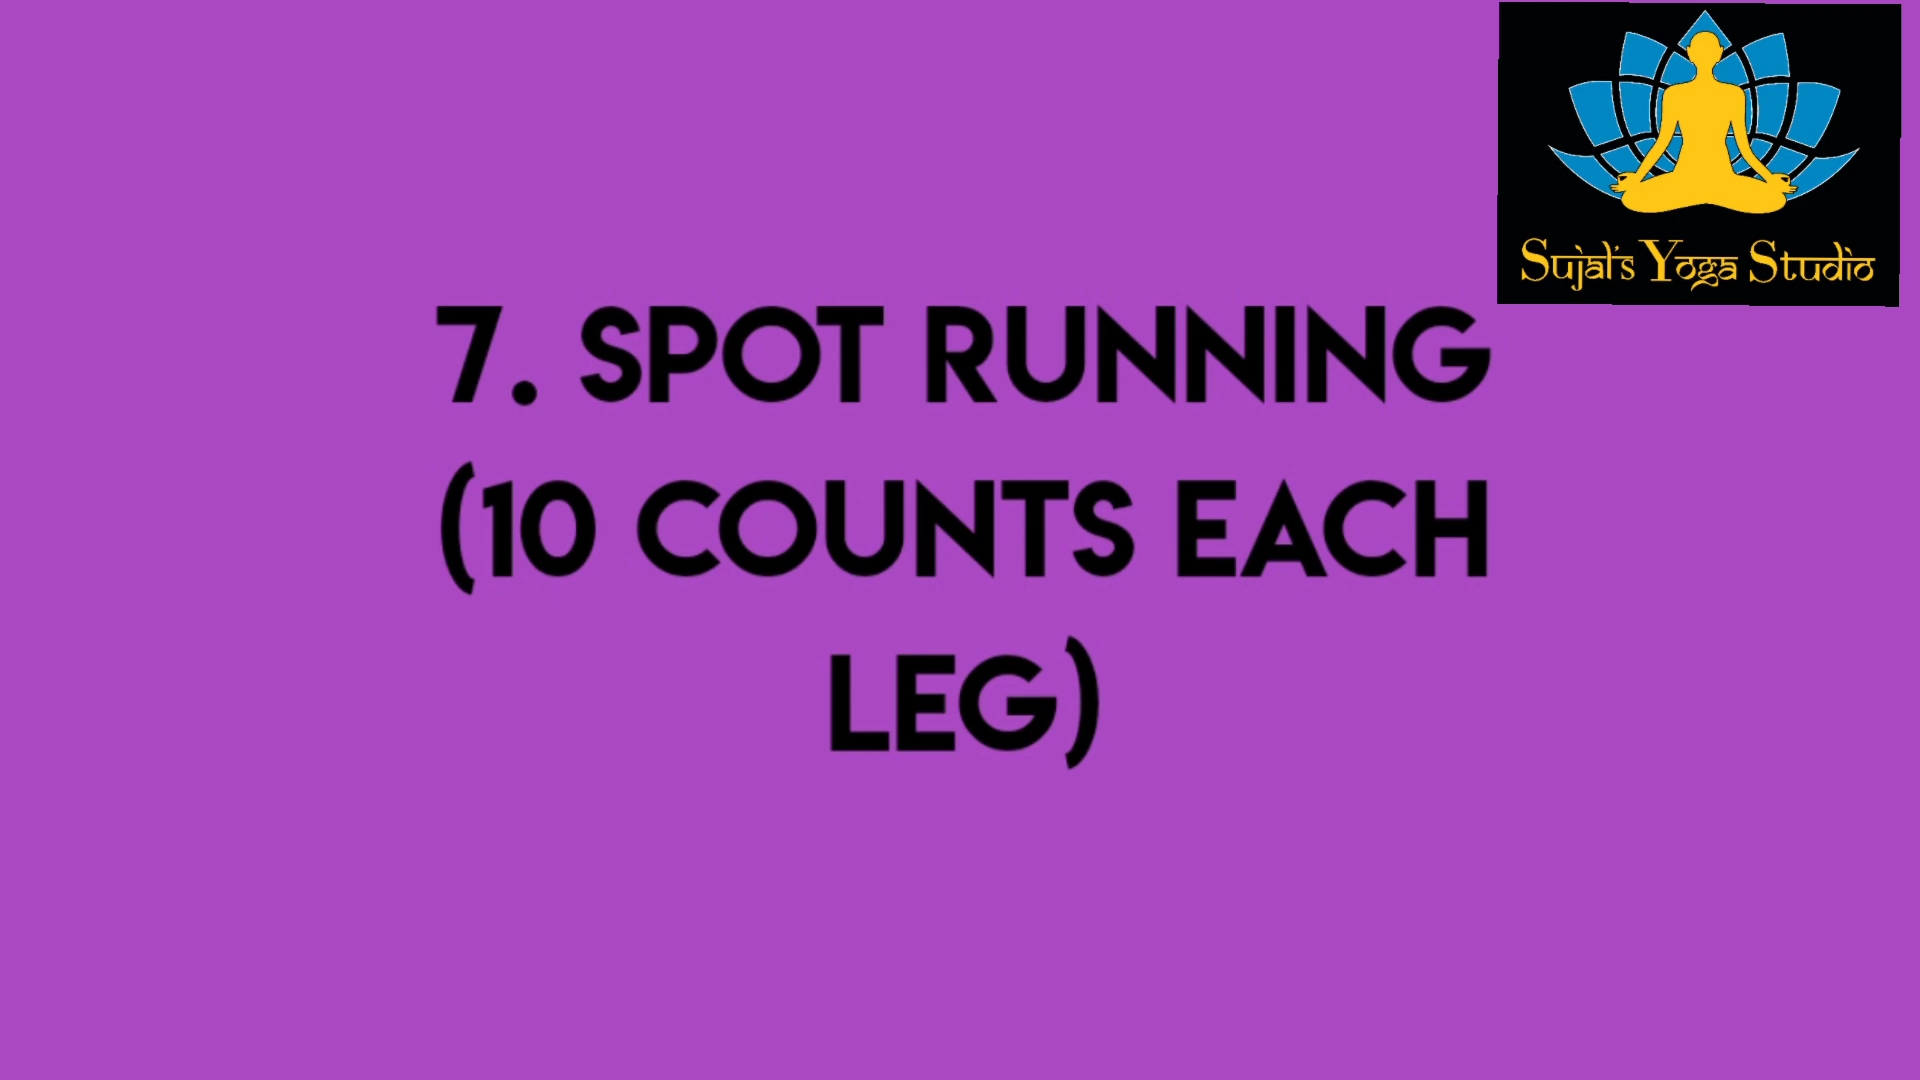 Sujal's Yoga Studio
7. SPOT RUNNING
(10 COUNTS EACH
LEG)